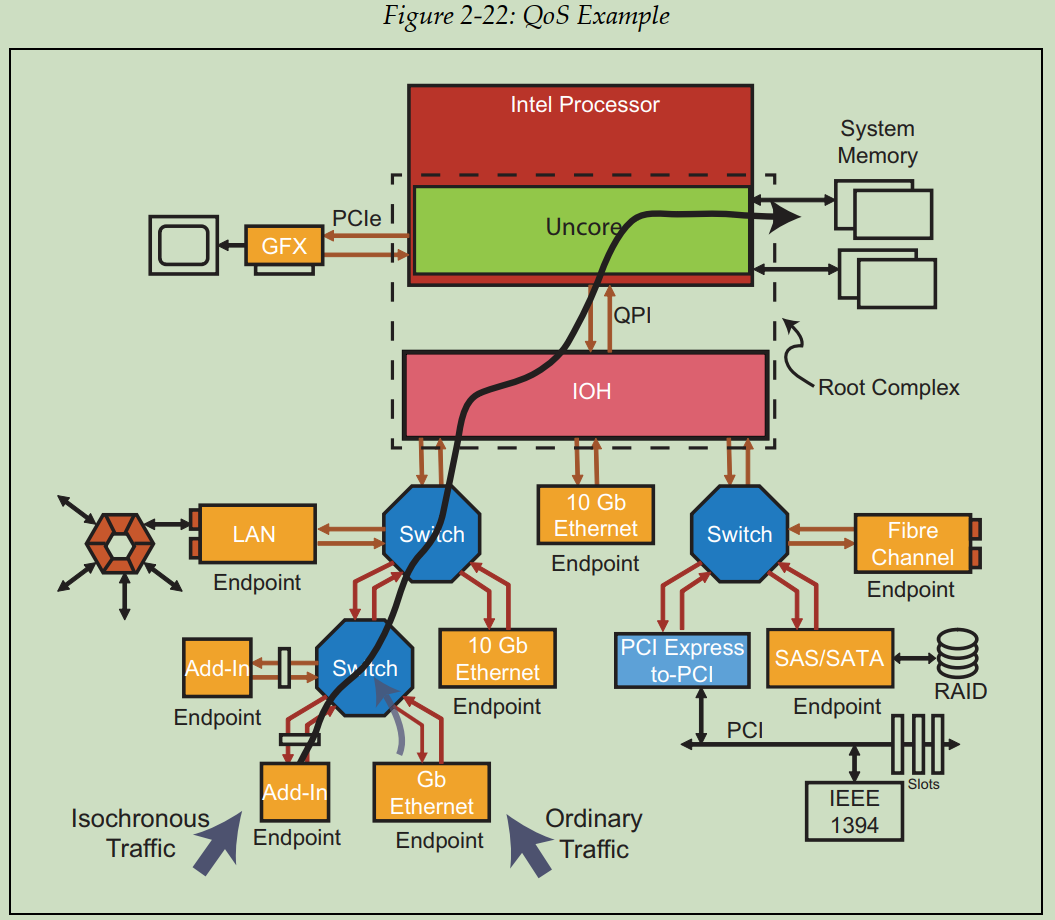 Figure 2-22: QoS Example
Intel Processor
System
Memory
PCIe
Uncore
GFX
QPI
IOH
Root Complex
LAN
Switch
10 Gb
Ethernet
Switch
Fibre
Channel
Endpoint
Endpoint
Endpoint
Add-In
Switch
10 Gb
Ethernet
PCI Express
to-PCI
SAS/SATA
RAID
Endpoint
Endpoint
Endpoint
PCI
Slots
Add-In
Gb
Ethernet
IEEE
1394
Isochronous
Traffic
Endpoint
Endpoint
Ordinary
Traffic